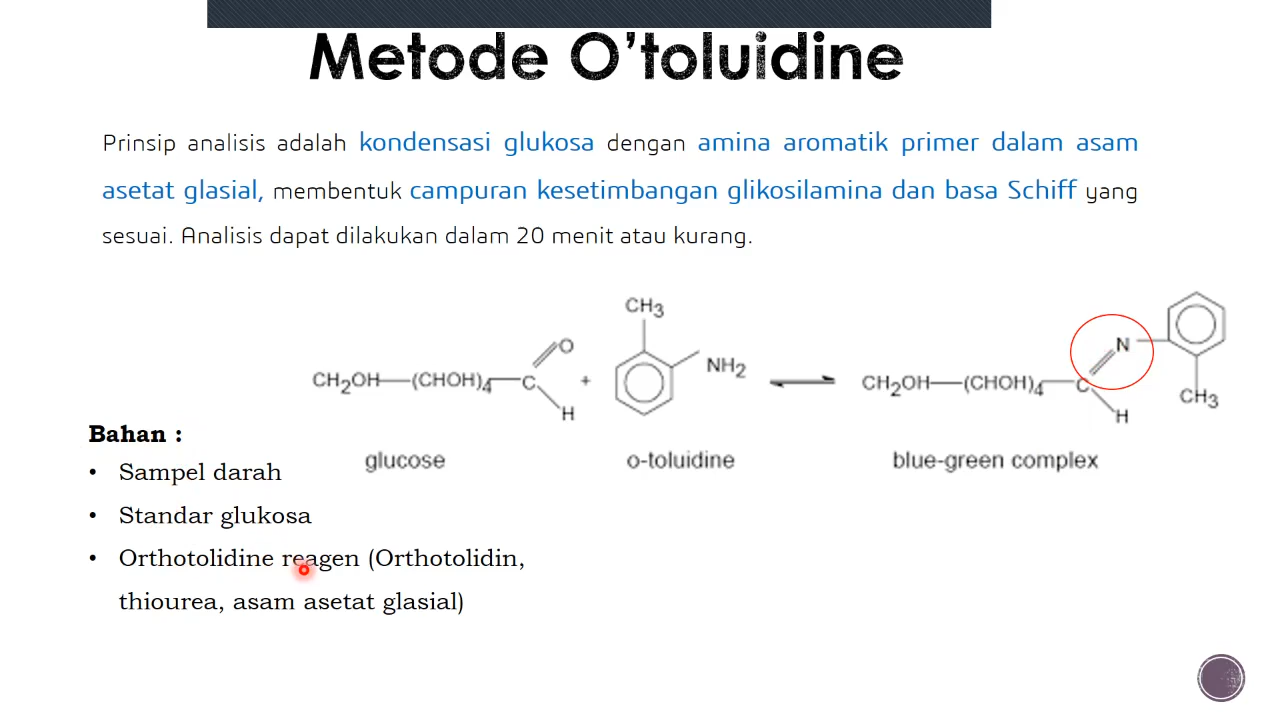 Metode O’toluidine
Prinsip analisis adalah kondensasi glukosa dengan amina aromatik primer dalam asam
asetat glasial, membentuk campuran kesetimbangan glikosilamina dan basa Schiff yang
sesuai. Analisis dapat dilakukan dalam 20 menit atau kurang.
CH3
O
CH2OH—(CHOH)4—C
H
+
NH2
N
CH2OH—(CHOH)4—C
H
CH3
glucose
o-toluidine
blue-green complex
Bahan :
• Sampel darah
• Standar glukosa
• Orthotolidine reagen (Orthotolidin,
thiourea, asam asetat glasial)